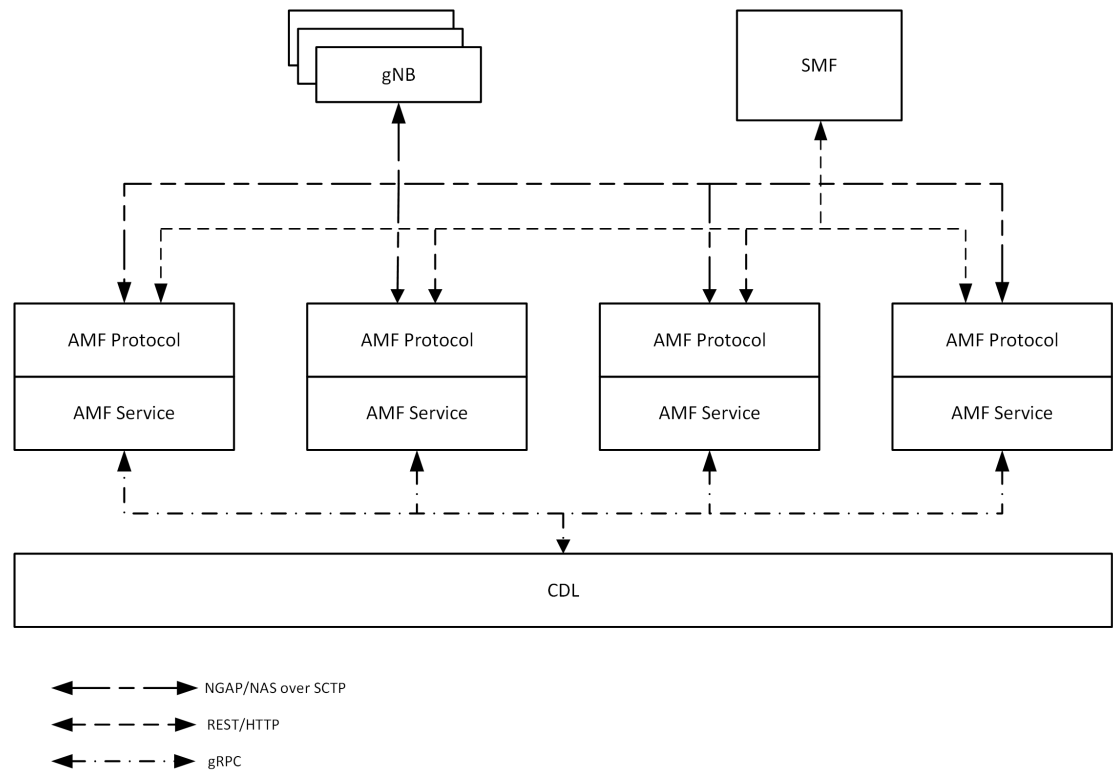 gNB
SMF
AMF Protocol
AMF Protocol
AMF Protocol
AMF Protocol
AMF Service
AMF Service
AMF Service
AMF Service
CDL
NGAP/NAS over SCTP
REST/HTTP
gRPC